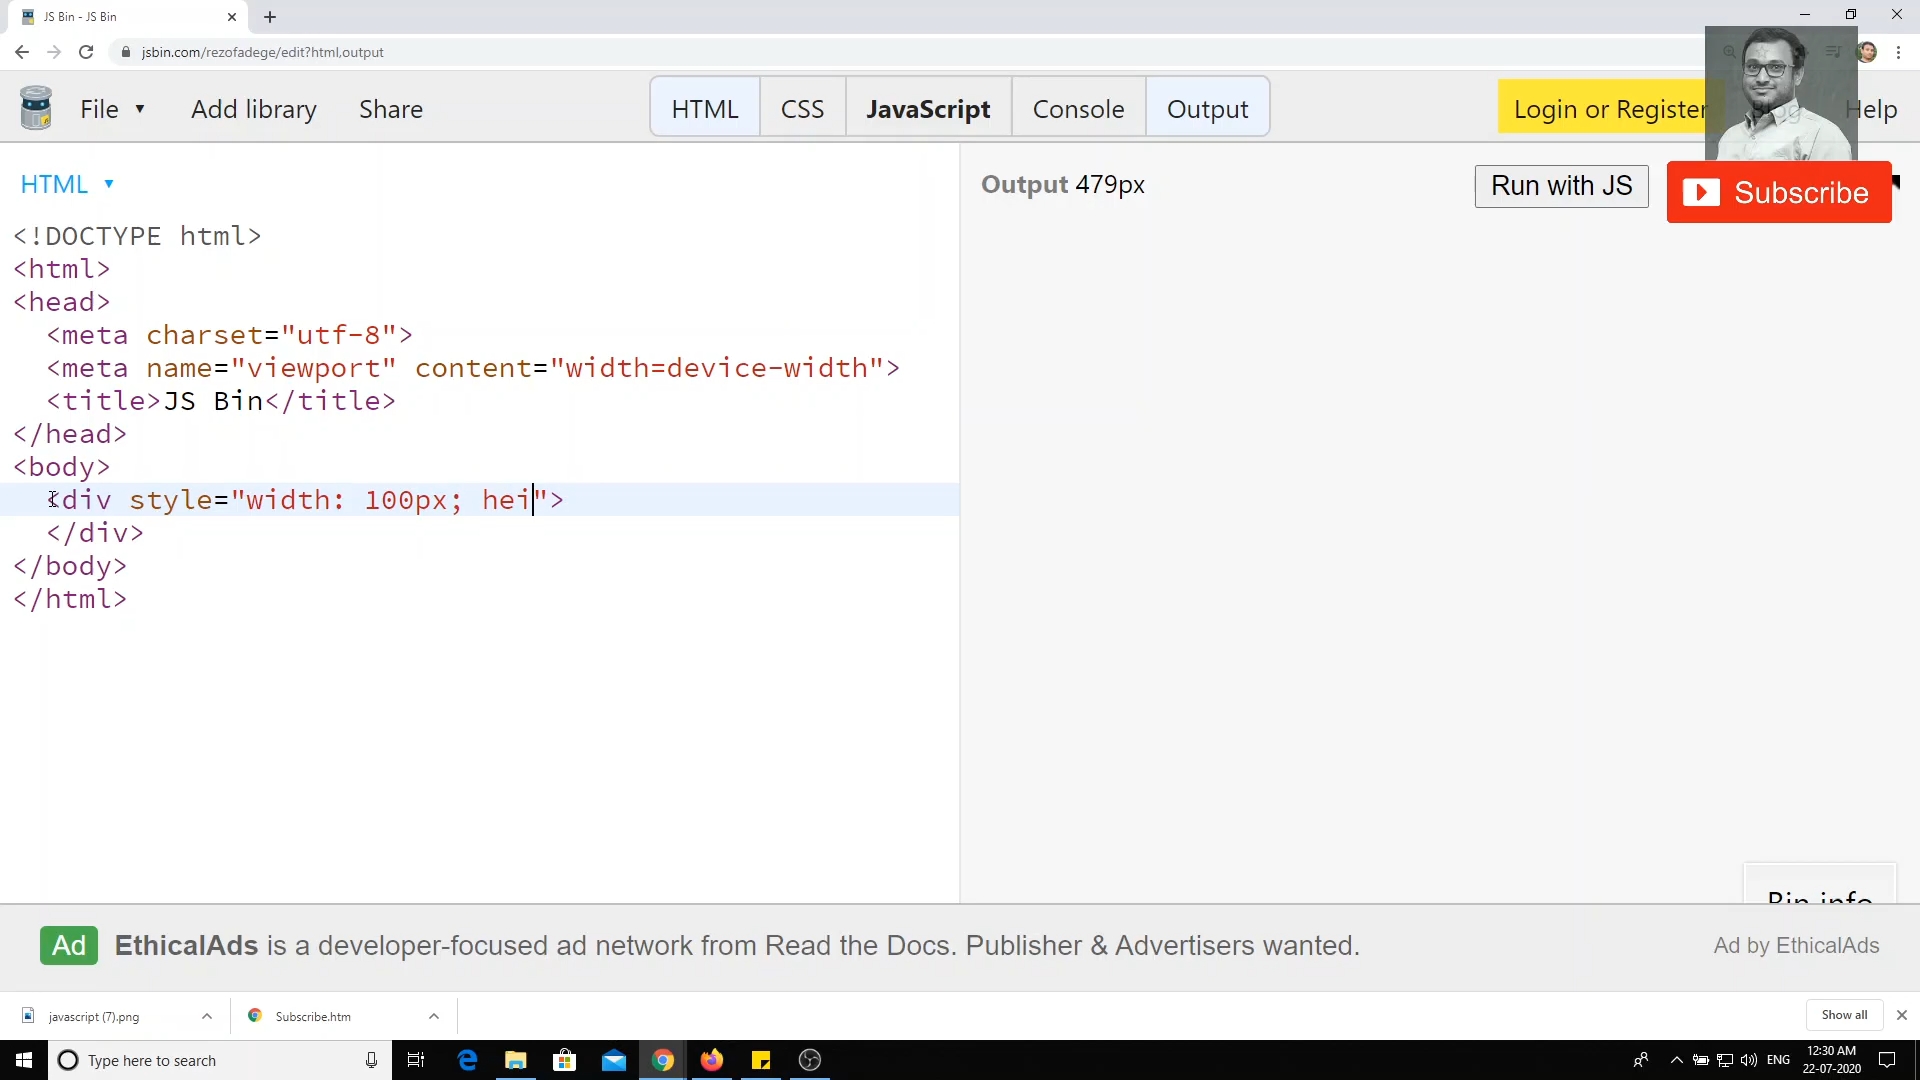 JS Bin - JS Bin
jsbin.com/rezofadege/edit?html,output
File
Add library
Share
HTML
CSS
JavaScript
Console
Output
Login or Register
Blog
Help
HTML
Output 479px
Run with JS
Subscribe
<!DOCTYPE html>
<html>
<head>
<meta charset="utf-8">
<meta name="viewport" content="width=device-width">
<title>JS Bin</title>
</head>
<body>
<div style="width: 100px; hei">
</div>
</body>
</html>
Bin info
Ad EthicalAds is a developer-focused ad network from Read the Docs. Publisher & Advertisers wanted.
Ad by EthicalAds
javascript (7).png
Subscribe.htm
Show all
Type here to search
ENG
12:30 AM
22-07-2020